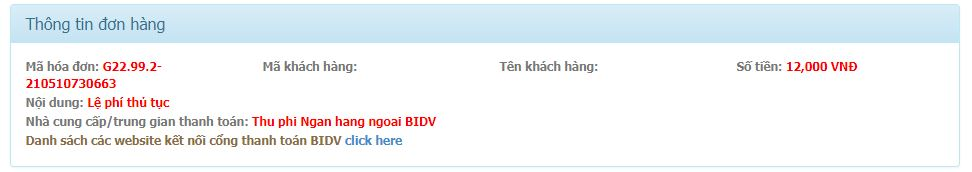 Thông tin đơn hàng
Mã hóa đơn: G22.99.2-210510730663 Mã khách hàng: Tên khách hàng: Số tiền: 12,000 VNĐ
Nội dung: Lệ phí thủ tục
Nhà cung cấp/trung gian thanh toán: Thu phi Ngan hang ngoai BIDV
Danh sách các website kết nối cổng thanh toán BIDV click here